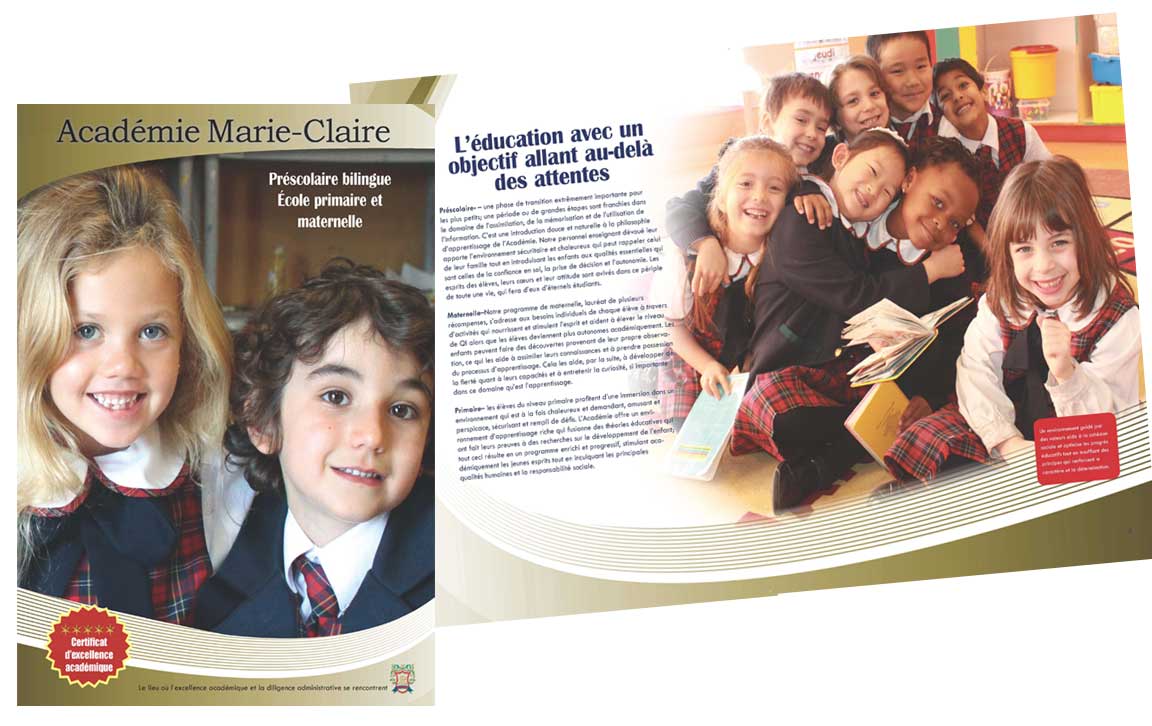 Académie Marie-Claire
Préscolaire bilingue
École primaire et
maternelle
Certificat
d'excellence
académique
Le lieu où l'excellence académique et la diligence administrative se rencontrent
L'éducation avec un
objectif allant au-delà
des attentes
Préscolaire- – une phase de transition extrêmement importante pour
les plus petits; une période ou de grandes étapes sont franchies dans
le domaine de l'assimilation, de la mémorisation et de l'utilisation de
l'information. C'est une introduction douce et naturelle à la philosophie
d'apprentissage de l'Académie. Notre personnel enseignant dévoué leur
apporte l'environnement sécuritaire et chaleureux qui peut rappeler celui
de leur famille tout en introduisant les enfants aux qualités essentielles qui
sont celles de la confiance en soi, la prise de décision et l'autonomie. Les
esprits des élèves, leurs cœurs et leur attitude sont avivés dans ce périple
de toute une vie, qui fera d'eux d'éternels étudiants.
Maternelle–Notre programme de maternelle, lauréat de plusieurs
récompenses, s'adresse aux besoins individuels de chaque élève à travers
d'activités qui nourrissent et stimulent l'esprit et aident à élever le niveau
de QI alors que les élèves deviennent plus autonomes académiquement. Les
enfants peuvent faire des découvertes provenant de leur propre observa-
tion, ce qui les aide à assimiler leurs connaissances et à prendre possession
du processus d'apprentissage. Cela les aide, par la suite, à développer de
la fierté quant à leurs capacités et à entretenir la curiosité, si importante
dans ce domaine qu'est l'apprentissage.
Primaire– les élèves du niveau primaire profitent d'une immersion dans un
environnement qui est à la fois chaleureux et demandant, amusant et
perspicace, sécurisant et rempli de défis. L'Académie offre un envi-
ronnement d'apprentissage riche qui fusionne des théories éducatives qui
ont fait leurs preuves à des recherches sur le développement de l'enfant;
tout ceci résulte en un programme enrichi et progressif, stimulant aca-
démiquement les jeunes esprits tout en inculquant les principales
qualités humaines et la responsabilité sociale.
jeudi
Un environnement guidé par
des valeurs aide à la cohésion
sociale et optimise les progrès
éducatifs tout en insufflant des
principes qui renforcent le
caractère et la détermination.